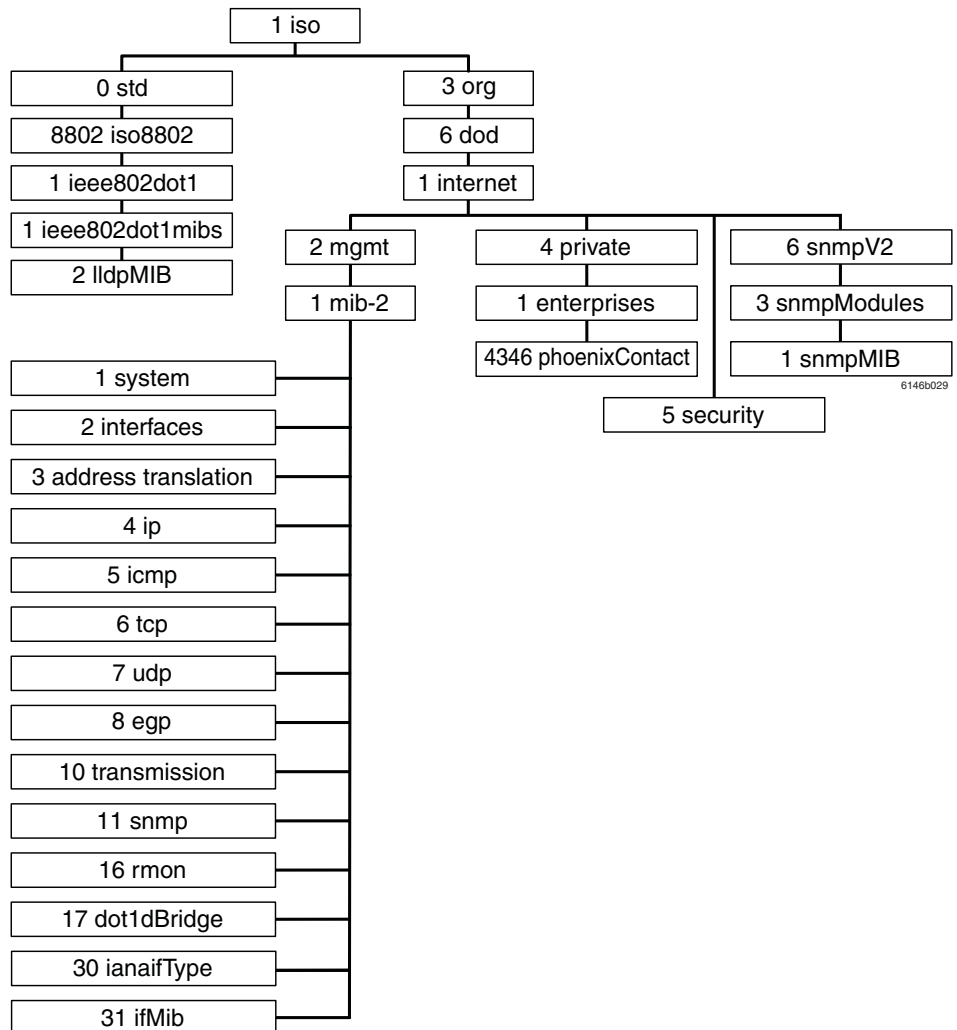 1 iso
0 std
3 org
8802 iso8802
6 dod
1 ieee802dot1
1 internet
1 ieee802dot1mibs
2 mgmt
4 private
6 snmpV2
2 lldpMIB
1 mib-2
1 enterprises
3 snmpModules
4346 phoenixContact
1 snmpMIB
6146b029
5 security
1 system
2 interfaces
3 address translation
4 ip
5 icmp
6 tcp
7 udp
8 egp
10 transmission
11 snmp
16 rmon
17 dot1dBridge
30 ianaifType
31 ifMib